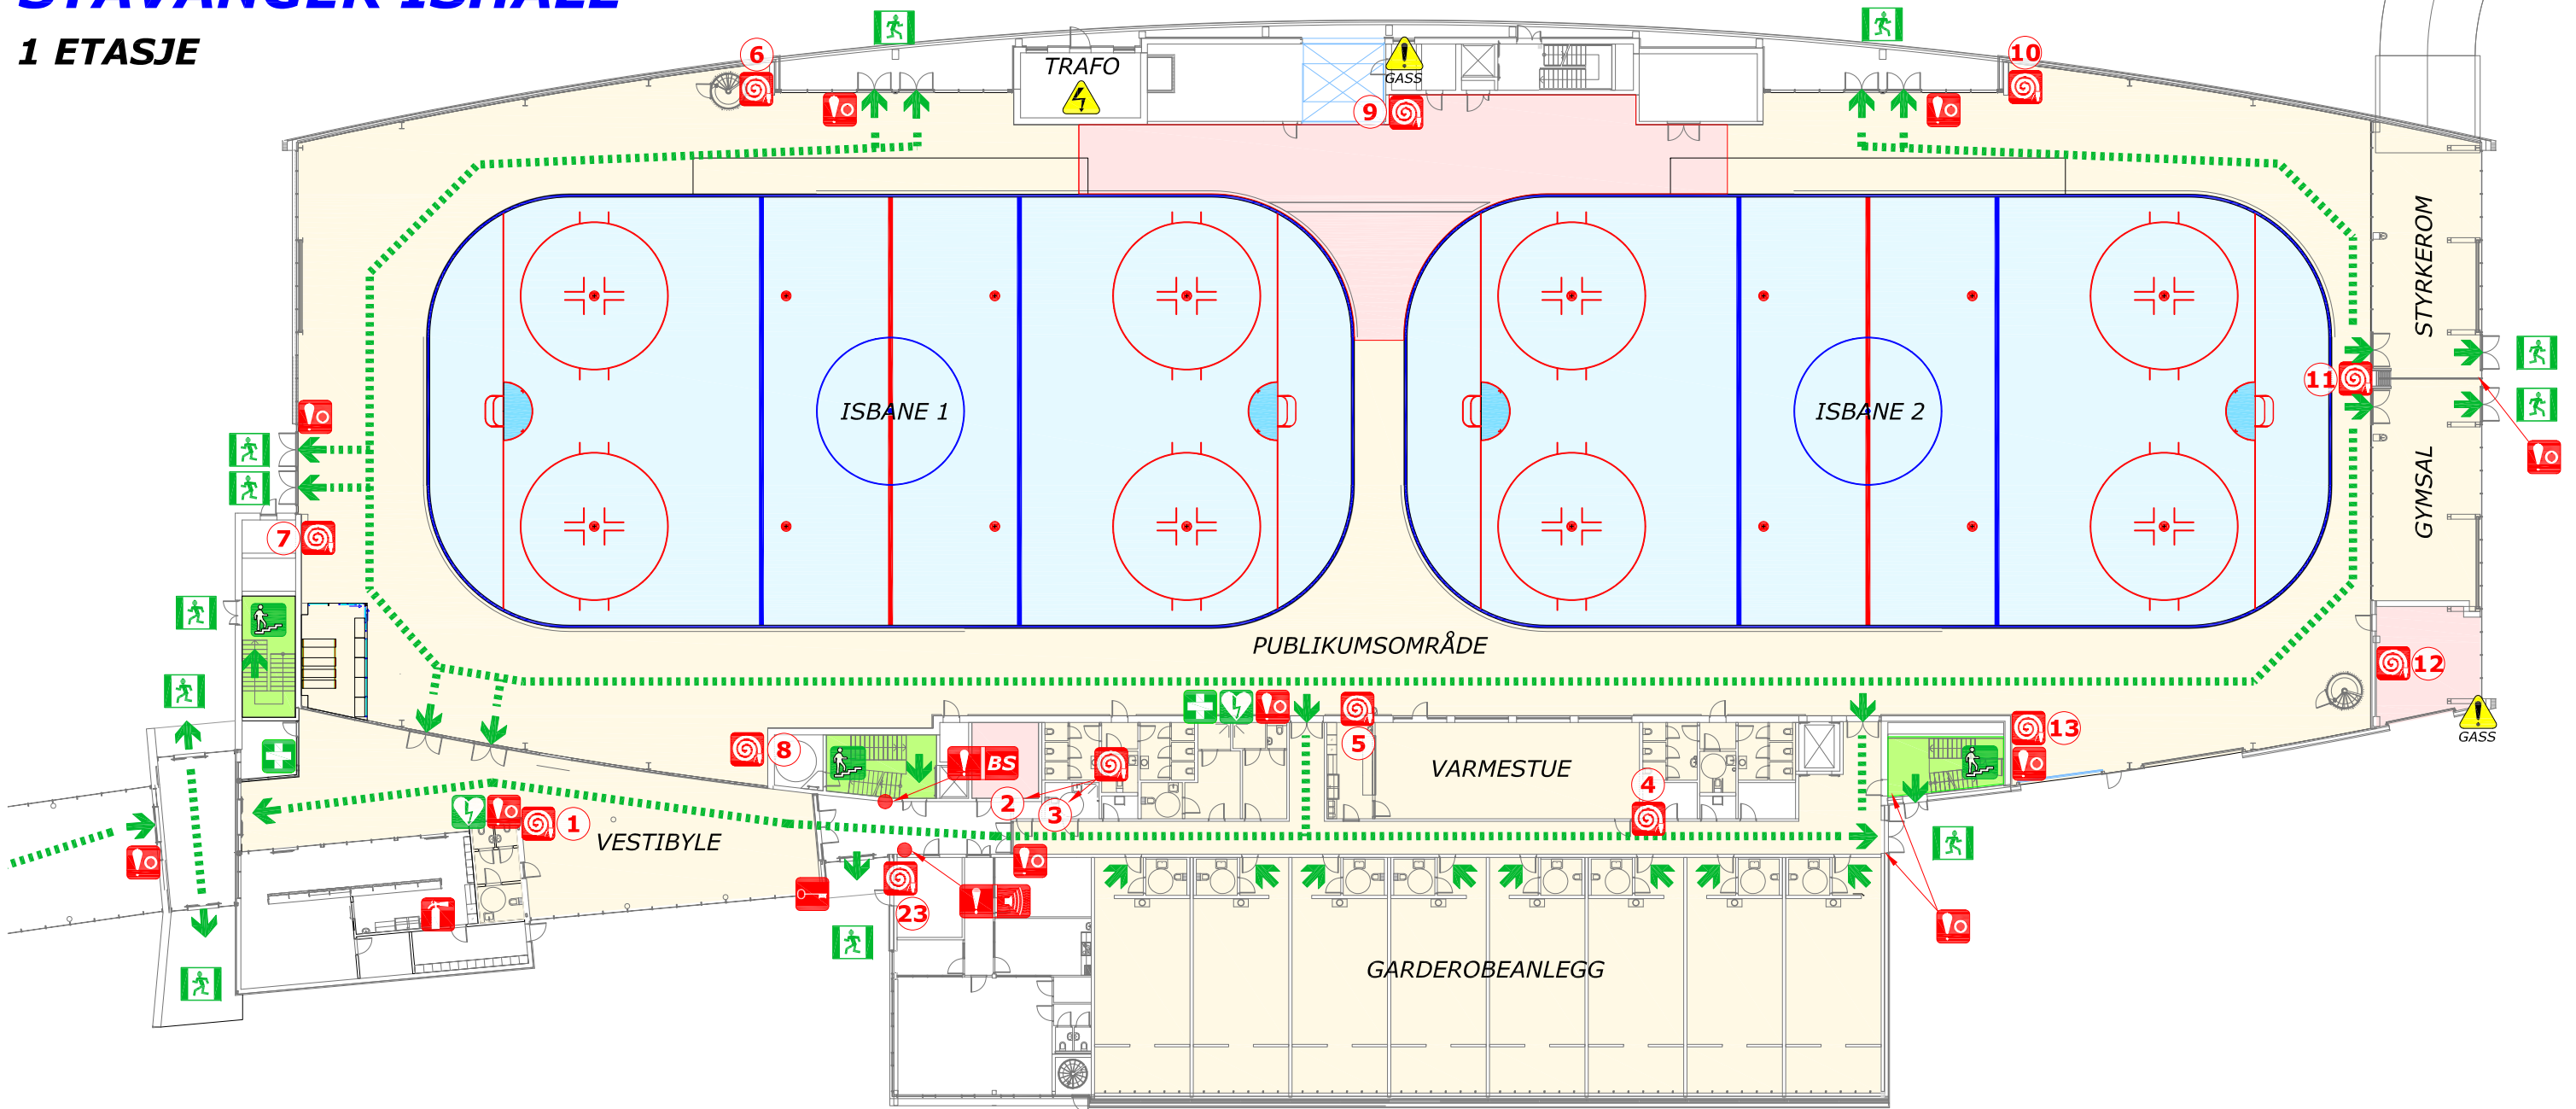 STAVANGER ISHALL
1 ETASJE
6
TRAFO
GASS
9
10
STYRKEROM
ISBANE 1
ISBANE 2
11
GYMSAL
7
PUBLIKUMSOMRÅDE
12
GASS
8
BS
5
13
VARMESTUE
2
3
4
1
VESTIBYLE
23
GARDEROBEANLEGG